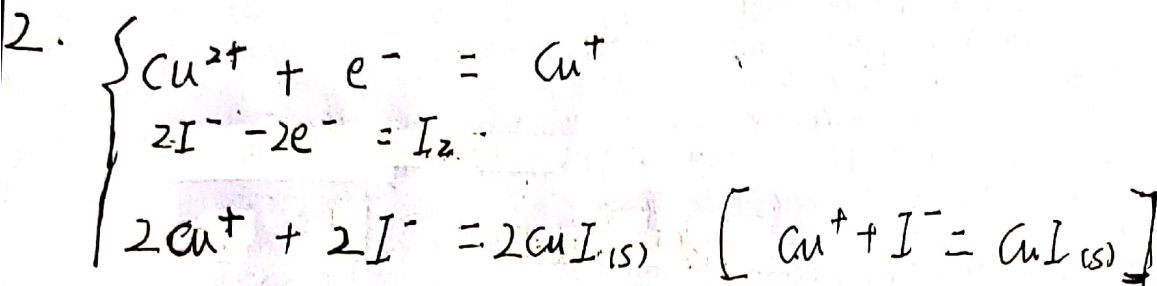 2. Cu²⁺ + e⁻ = Cu⁺
2I⁻ - 2e⁻ = I₂
2Cu⁺ + 2I⁻ = 2CuI(s) [ Cu⁺ + I⁻ = CuI(s) ]